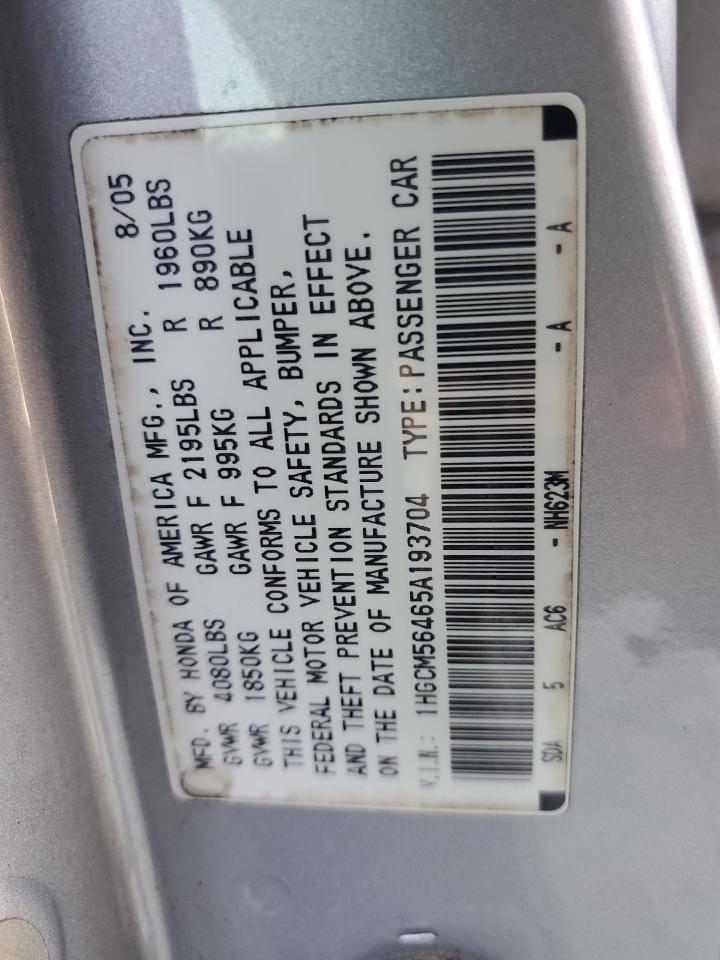 MFD. BY HONDA OF AMERICA MFG., INC. 8/05
GVWR 4080LBS GAWR F 2195LBS R 1960LBS
GVWR 1850KG GAWR F 995KG R 890KG
THIS VEHICLE CONFORMS TO ALL APPLICABLE
FEDERAL MOTOR VEHICLE SAFETY, BUMPER,
AND THEFT PREVENTION STANDARDS IN EFFECT
ON THE DATE OF MANUFACTURE SHOWN ABOVE.
V.I.N.: 1HGCM56465A193704 TYPE: PASSENGER CAR
SDA 5 AC6 - NH623M - A - A